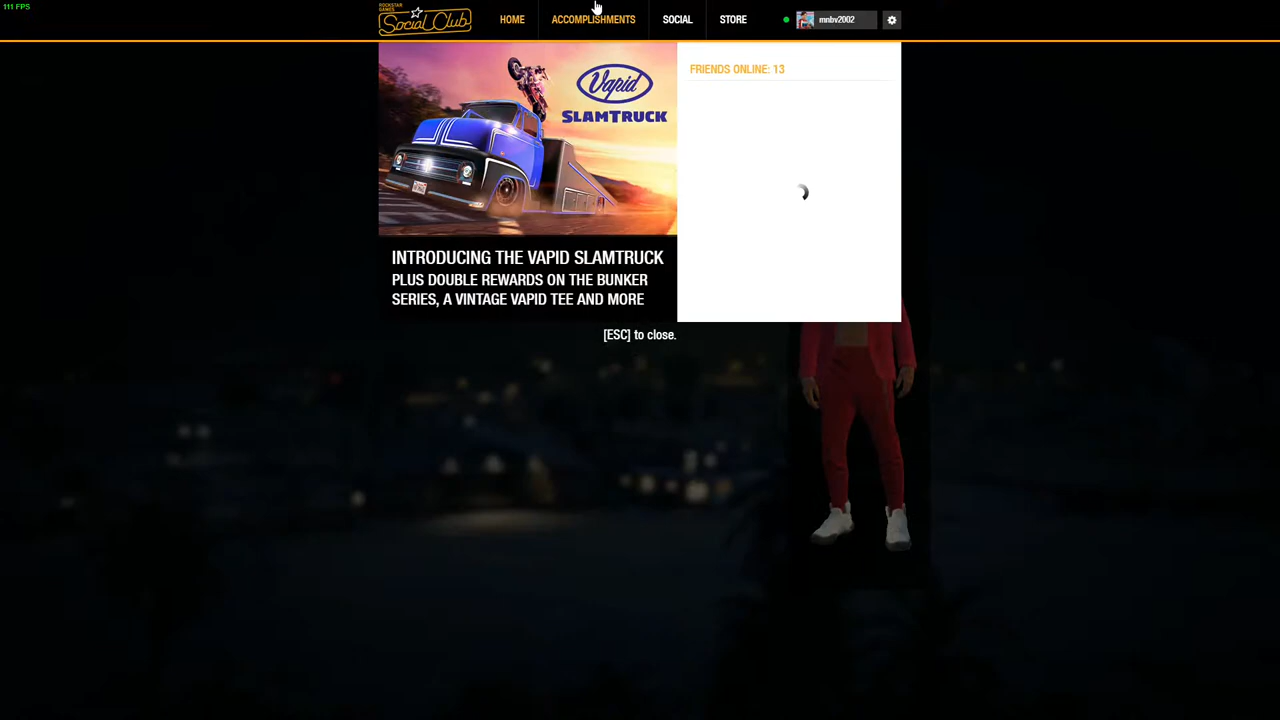 111 FPS
ROCKSTAR GAMES
Social Club
HOME
ACCOMPLISHMENTS
SOCIAL
STORE
mnbv2002
Vapid
SLAMTRUCK
FRIENDS ONLINE: 13
INTRODUCING THE VAPID SLAMTRUCK
PLUS DOUBLE REWARDS ON THE BUNKER
SERIES, A VINTAGE VAPID TEE AND MORE
[ESC] to close.